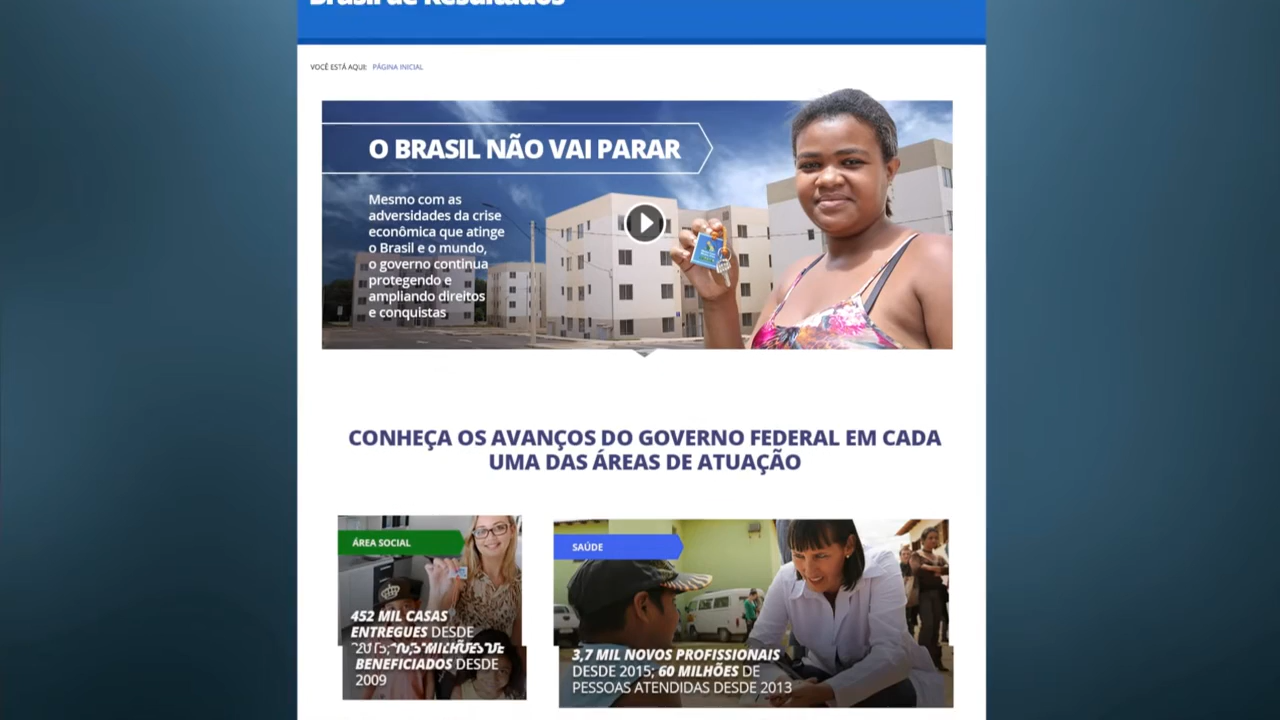 Brasil de Resultados
VOCÊ ESTÁ AQUI: PÁGINA INICIAL
O BRASIL NÃO VAI PARAR
Mesmo com as
adversidades da crise
econômica que atinge
o Brasil e o mundo,
o governo continua
protegendo e
ampliando direitos
e conquistas
CONHEÇA OS AVANÇOS DO GOVERNO FEDERAL EM CADA
UMA DAS ÁREAS DE ATUAÇÃO
ÁREA SOCIAL
452 MIL CASAS
ENTREGUES DESDE
BENEFICIADOS DESDE
2009
SAÚDE
3,7 MIL NOVOS PROFISSIONAIS
DESDE 2015; 60 MILHÕES DE
PESSOAS ATENDIDAS DESDE 2013